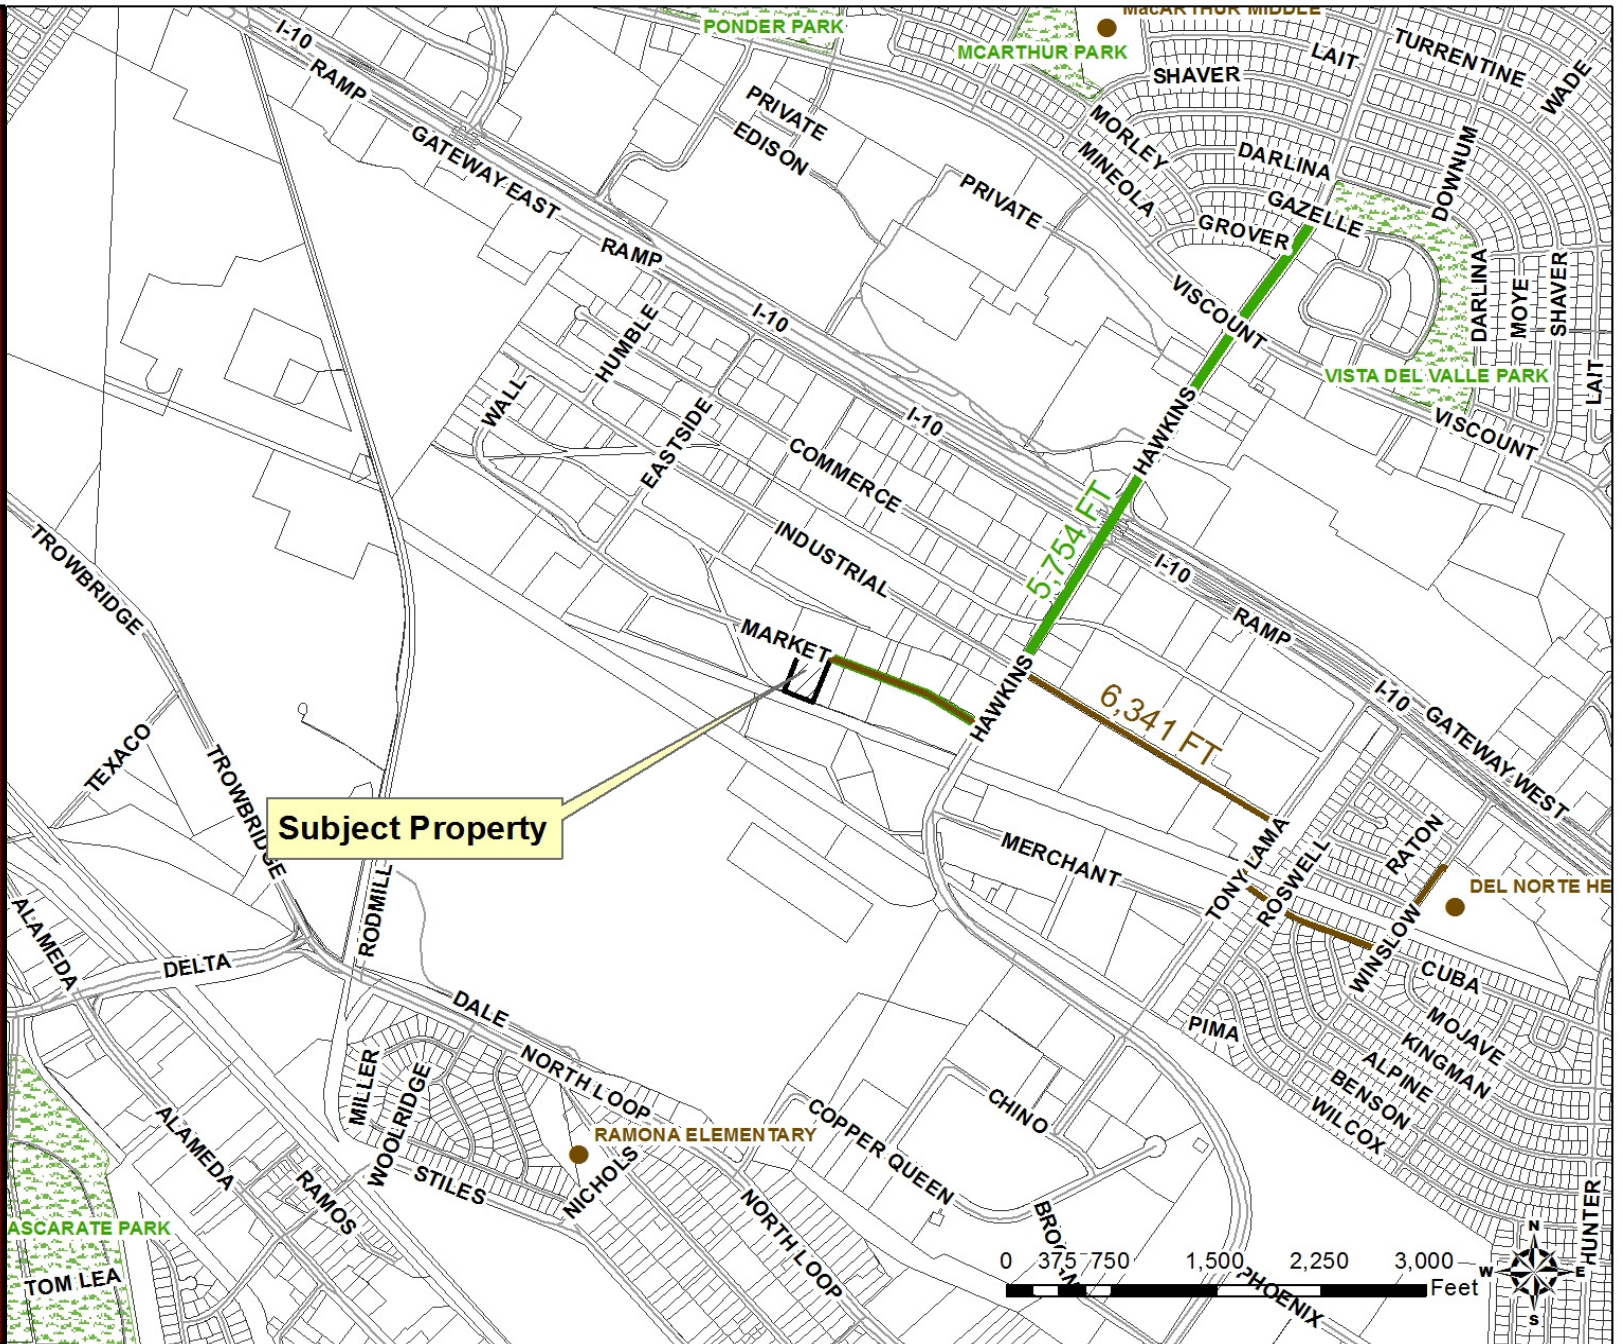 MacARTHUR MIDDLE
PONDER PARK
I-10
MCARTHUR PARK
LAIT
TURRENTINE
WADE
SHAVER
RAMP
PRIVATE
EDISON
MORLEY
MINEOLA
DARLINA
DOWNUM
GATEWAY EAST
PRIVATE
GAZELLE
GROVER
RAMP
DARLINA
MOYE
SHAVER
VISCOUNT
I-10
HUMBLE
VISTA DEL VALLE PARK
LAIT
WALL
I-10
HAWKINS
VISCOUNT
EASTSIDE
COMMERCE
5,754 FT
INDUSTRIAL
I-10
TROWBRIDGE
RAMP
MARKET
HAWKINS
6,341 FT
I-10
GATEWAY WEST
TEXACO
TROWBRIDGE
Subject Property
MERCHANT
TONY LAMA
ROSWELL
RATON
DEL NORTE HE
ALAMEDA
RODMILL
WINSLOW
DELTA
CUBA
DALE
PIMA
MOJAVE
KINGMAN
ALPINE
BENSON
WILCOX
MILLER
WOOLRIDGE
NORTH LOOP
CHINO
COPPER QUEEN
RAMONA ELEMENTARY
ALAMEDA
RAMOS
STILES
NICHOLS
NORTH LOOP
ASCARATE PARK
TOM LEA
HUNTER
PHOENIX
0 375 750 1,500 2,250 3,000
Feet
N
W E
S